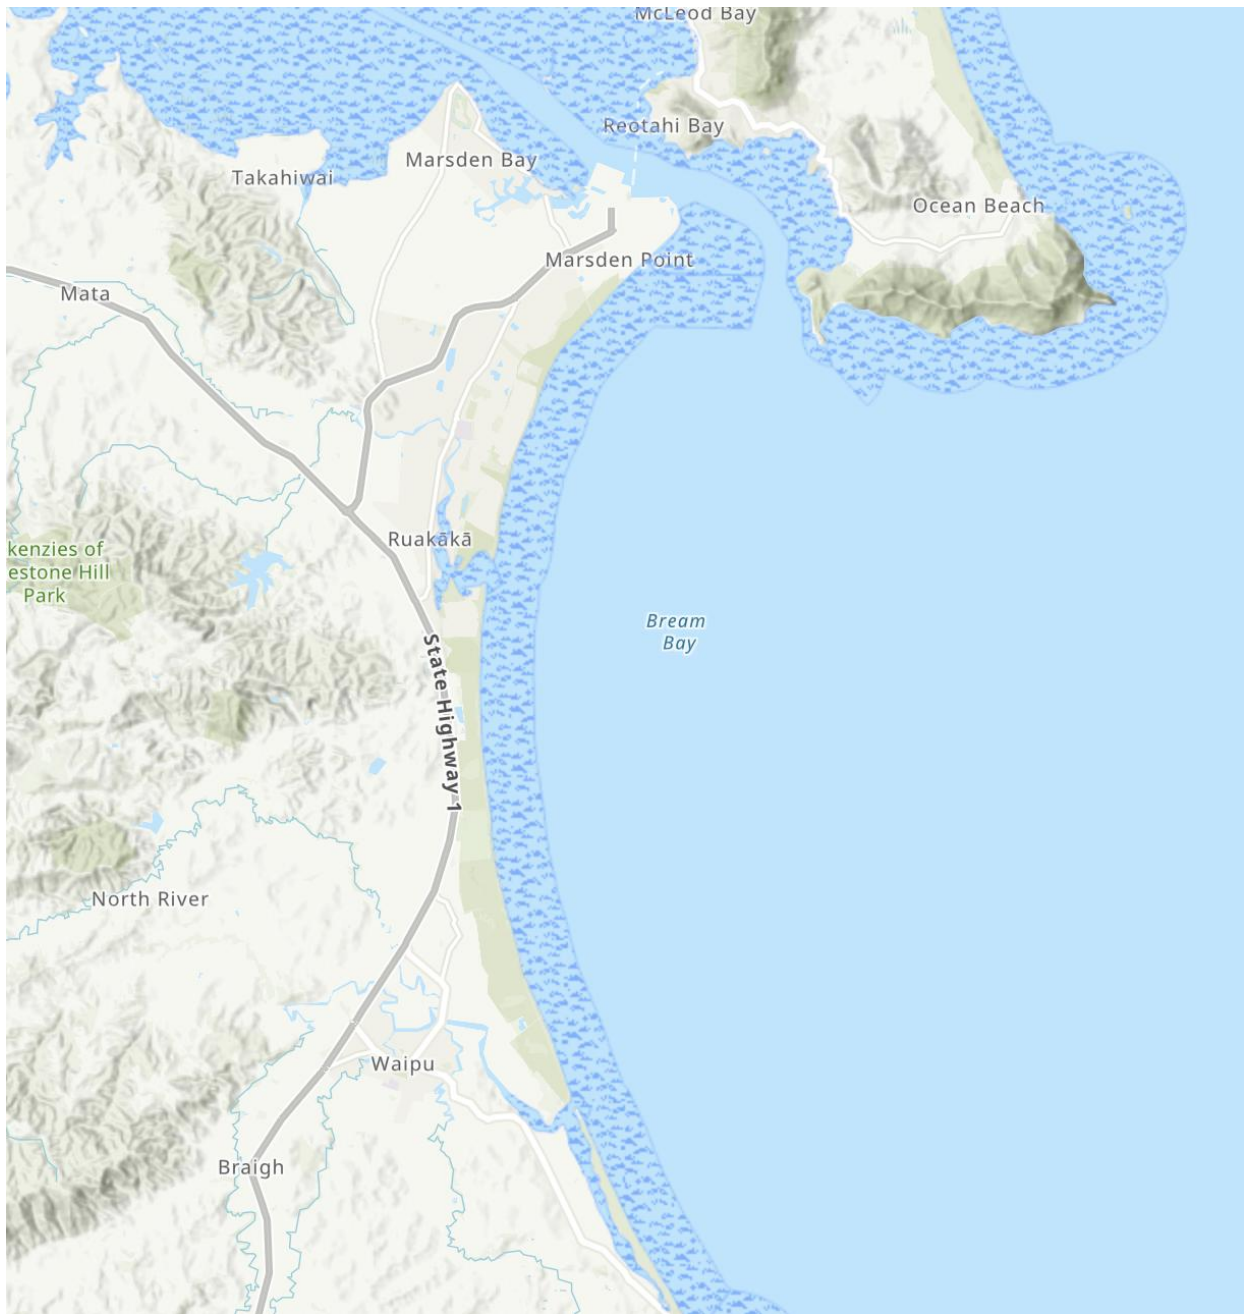 McLeod Bay
Reotahi Bay
Marsden Bay
Takahiwai
Ocean Beach
Marsden Point
Mata
Ruakākā
kenzies of
estone Hill
Park
Bream
Bay
State Highway 1
North River
Waipu
Braigh